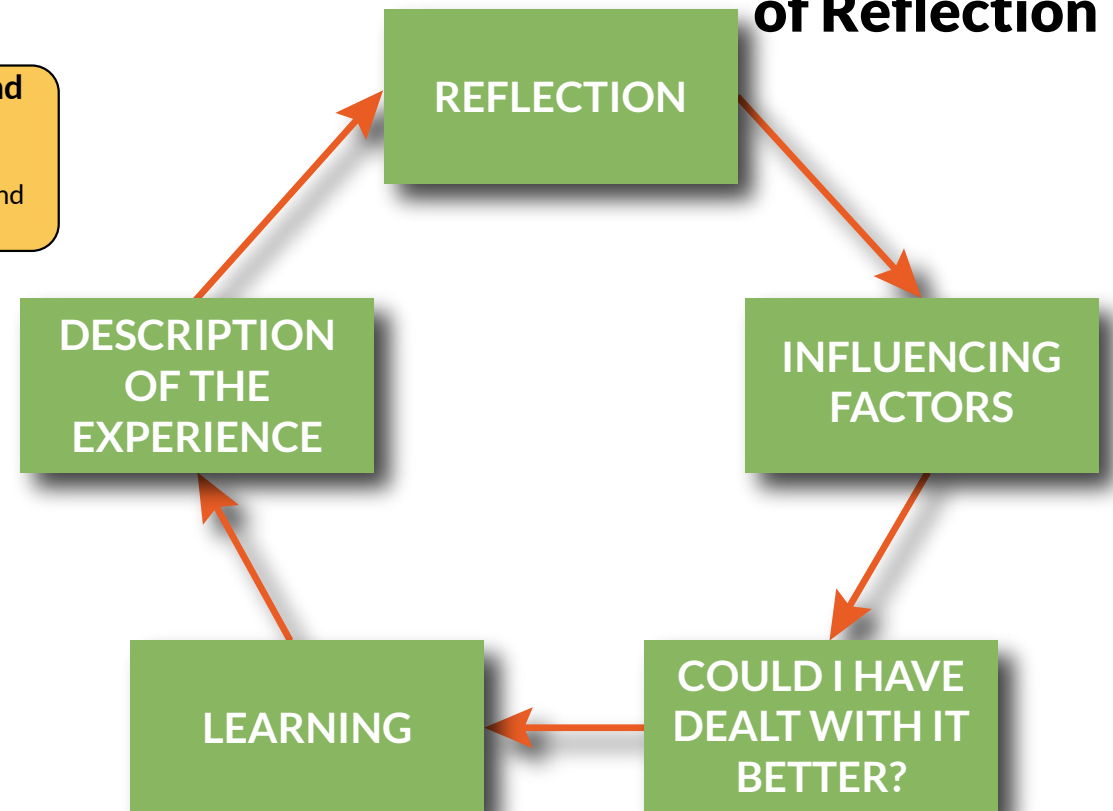 of Reflection
nd
nd
REFLECTION
DESCRIPTION
OF THE
EXPERIENCE
INFLUENCING
FACTORS
LEARNING
COULD I HAVE
DEALT WITH IT
BETTER?